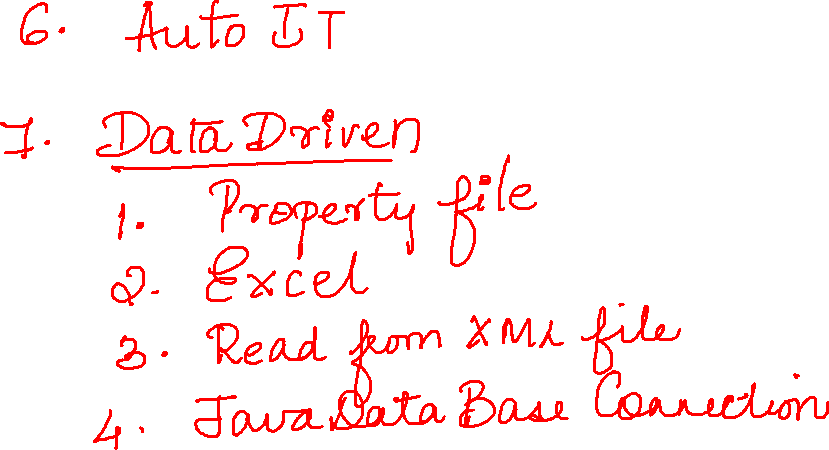 6. Auto IT
7. Data Driven
1. Property file
2. Excel
3. Read from XML file
4. Java Data Base Connection